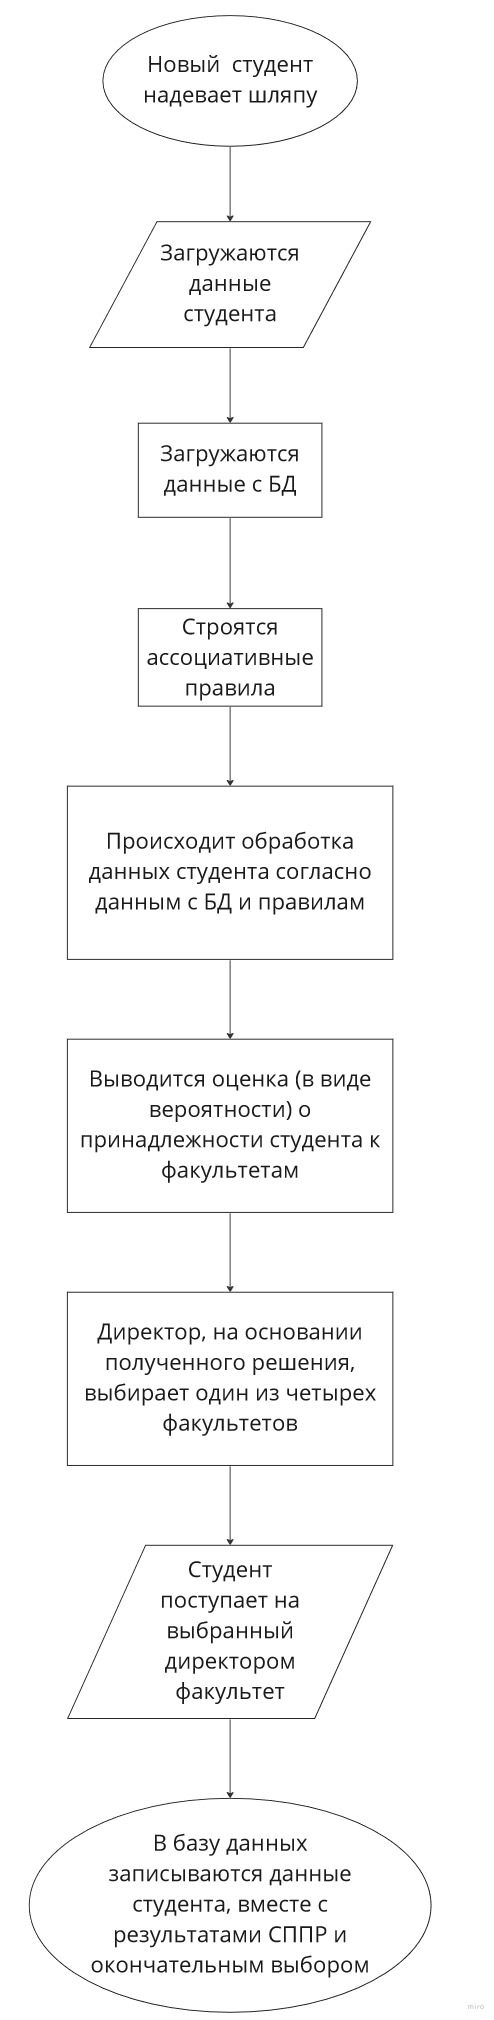 Новый студент
надевает шляпу
Загружаются
данные
студента
Загружаются
данные с БД
Строятся
ассоциативные
правила
Происходит обработка
данных студента согласно
данным с БД и правилам
Выводится оценка (в виде
вероятности) о
принадлежности студента к
факультетам
Директор, на основании
полученного решения,
выбирает один из четырех
факультетов
Студент
поступает на
выбранный
директором
факультет
В базу данных
записываются данные
студента, вместе с
результатами СППР и
окончательным выбором
miro